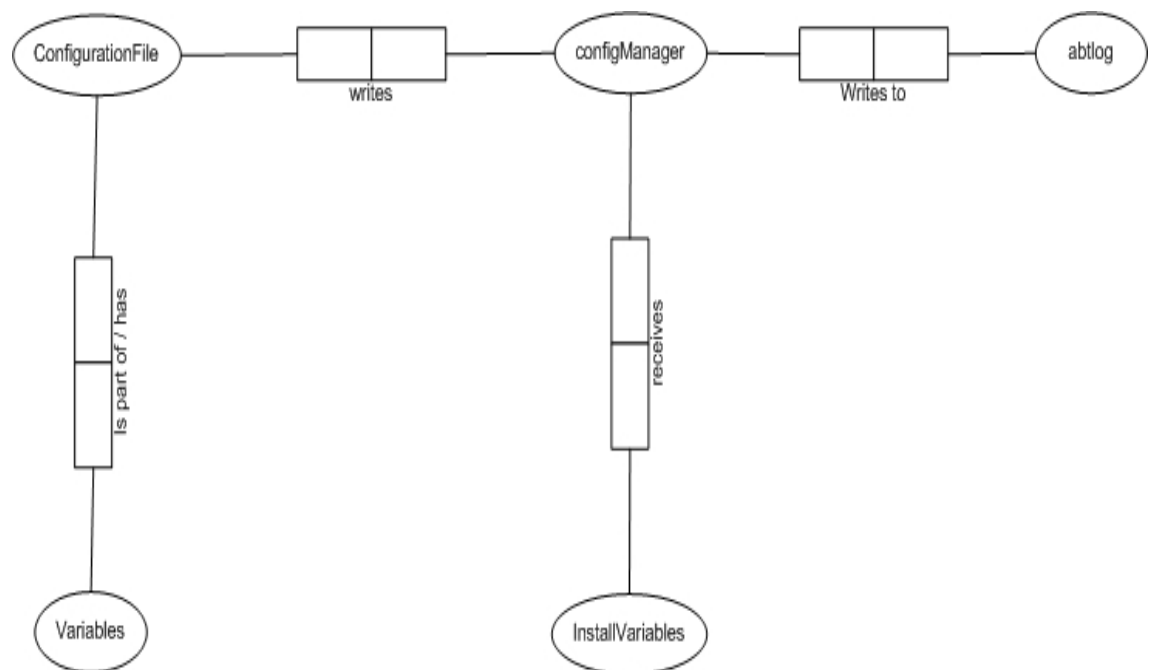 ConfigurationFile
configManager
abtlog
writes
Writes to
Is part of / has
receives
Variables
InstallVariables